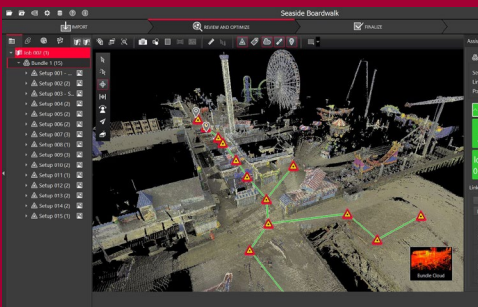 Seaside Boardwalk
IMPORT
REVIEW AND OPTIMIZE
FINALIZE
Assi
Job 002 (1)
Bundle 1 (15)
Setup 001 - ...
Setup 002 (2)
Setup 003 - S...
Setup 004 (2)
Setup 005 (2)
Setup 006 (2)
Setup 007 (3)
Setup 008 (1)
Setup 009 (3)
Setup 010 (2)
Setup 011 (1)
Setup 012 (2)
Setup 013 (2)
Setup 014 (2)
Setup 015 (1)
Link
Bundle Cloud